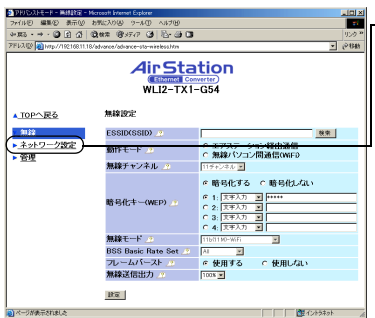 アドバンストモード - 無線設定 - Microsoft Internet Explorer
ファイル(F) 編集(E) 表示(V) お気に入り(A) ツール(T) ヘルプ(H)
戻る 検索 お気に入り メディア リンク
アドレス(D) http://192.168.11.18/advance/advance-sta-wireless.htm 移動
AirStation
Ethernet Converter
WLI2-TX1-G54
▲ TOPへ戻る
無線設定
無線
▶ ネットワーク設定
▶ 管理
ESSID(SSID) 検索
動作モード エアステーション経由通信
無線パソコン間通信(WiFi)
無線チャンネル 11チャンネル
暗号化キー(WEP) 暗号化する 暗号化しない
1: 文字入力 *****
2: 文字入力
3: 文字入力
4: 文字入力
無線モード 11b(11M)-WiFi
BSS Basic Rate Set All
フレームバースト 使用する 使用しない
無線送信出力 100%
設定
ページが表示されました イントラネット